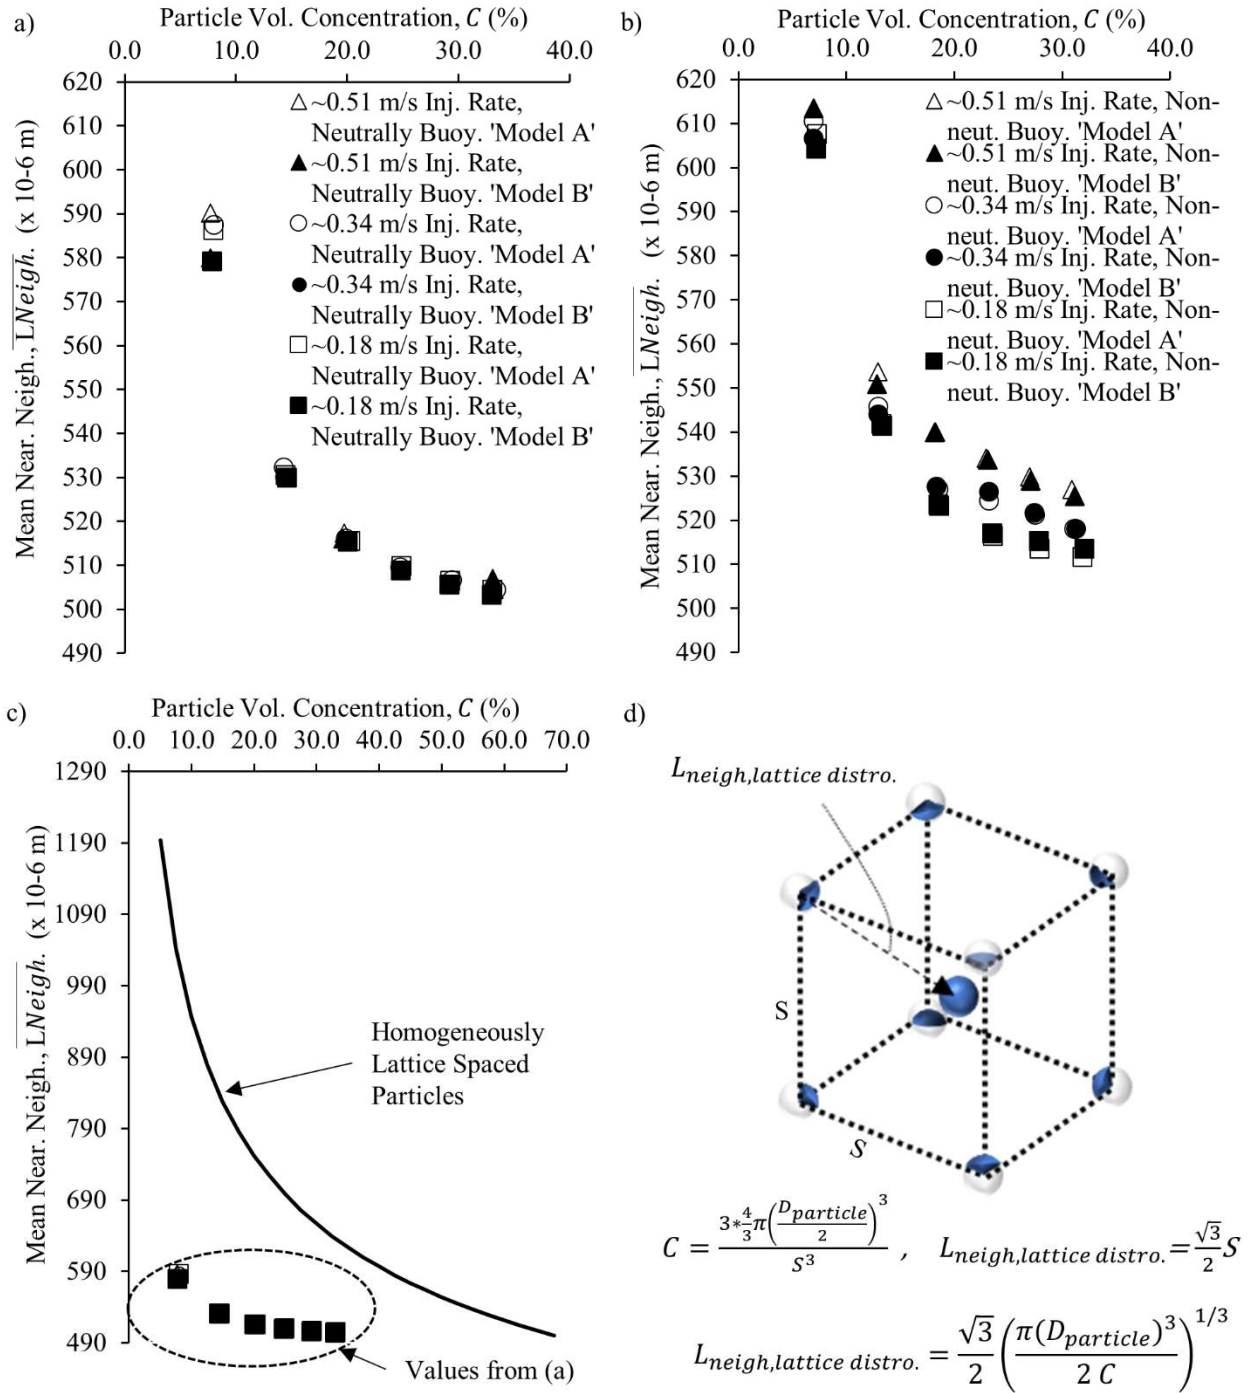 a)
Particle Vol. Concentration, C (%)
0.0 10.0 20.0 30.0 40.0
620
610
600
590
580
570
560
550
540
530
520
510
500
490
Mean Near. Neigh., LNeigh. (x 10-6 m)
~0.51 m/s Inj. Rate,
Neutrally Buoy. 'Model A'
~0.51 m/s Inj. Rate,
Neutrally Buoy. 'Model B'
~0.34 m/s Inj. Rate,
Neutrally Buoy. 'Model A'
~0.34 m/s Inj. Rate,
Neutrally Buoy. 'Model B'
~0.18 m/s Inj. Rate,
Neutrally Buoy. 'Model A'
~0.18 m/s Inj. Rate,
Neutrally Buoy. 'Model B'
b)
Particle Vol. Concentration, C (%)
0.0 10.0 20.0 30.0 40.0
620
610
600
590
580
570
560
550
540
530
520
510
500
490
Mean Near. Neigh., LNeigh. (x 10-6 m)
~0.51 m/s Inj. Rate, Non-
neut. Buoy. 'Model A'
~0.51 m/s Inj. Rate, Non-
neut. Buoy. 'Model B'
~0.34 m/s Inj. Rate, Non-
neut. Buoy. 'Model A'
~0.34 m/s Inj. Rate, Non-
neut. Buoy. 'Model B'
~0.18 m/s Inj. Rate, Non-
neut. Buoy. 'Model A'
~0.18 m/s Inj. Rate, Non-
neut. Buoy. 'Model B'
c)
Particle Vol. Concentration, C (%)
0.0 10.0 20.0 30.0 40.0 50.0 60.0 70.0
1290
1190
1090
990
890
790
690
590
490
Mean Near. Neigh., LNeigh. (x 10-6 m)
Homogeneously
Lattice Spaced
Particles
Values from (a)
d)
L_neigh,lattice distro.
S
S
C = 3*4/3π(D_particle/2)^3 / S^3 , L_neigh,lattice distro. = √3/2 S
L_neigh,lattice distro. = √3/2 (π(D_particle)^3 / 2 C)^1/3